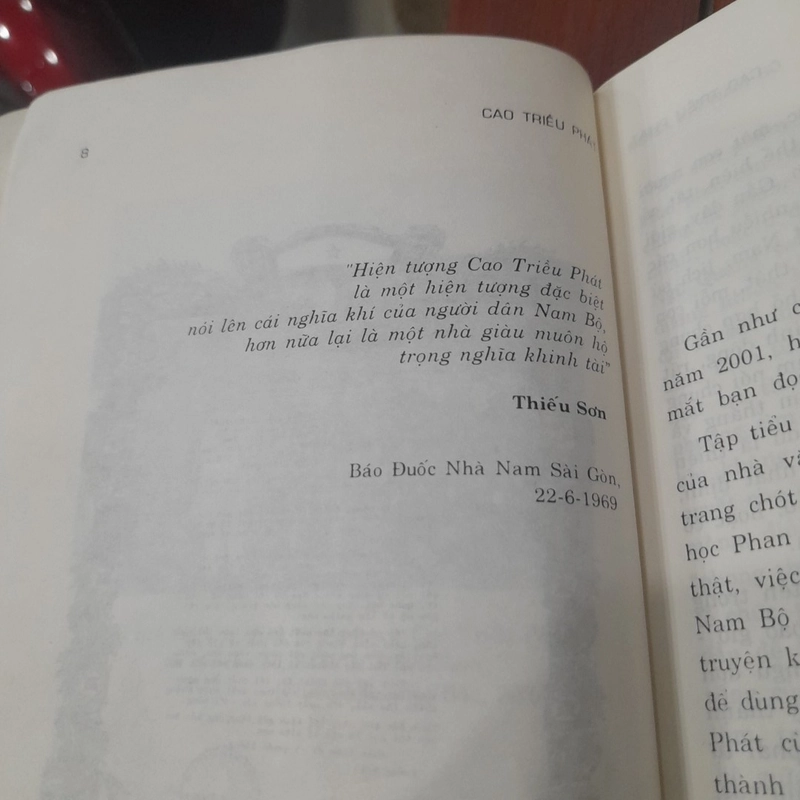 8
CAO TRIỀU PHÁT
"Hiện tượng Cao Triều Phát
là một hiện tượng đặc biệt
nói lên cái nghĩa khí của người dân Nam Bộ,
hơn nữa lại là một nhà giàu muôn hộ
trọng nghĩa khinh tài"
Thiếu Sơn
Báo Đuốc Nhà Nam Sài Gòn,
22-6-1969
Gần như
năm 2001,
mắt bạn
Tập tiểu
của nhà
trang chót
học Phan
thật, việc
Nam Bộ
truyện
để dùng
Phát
thành